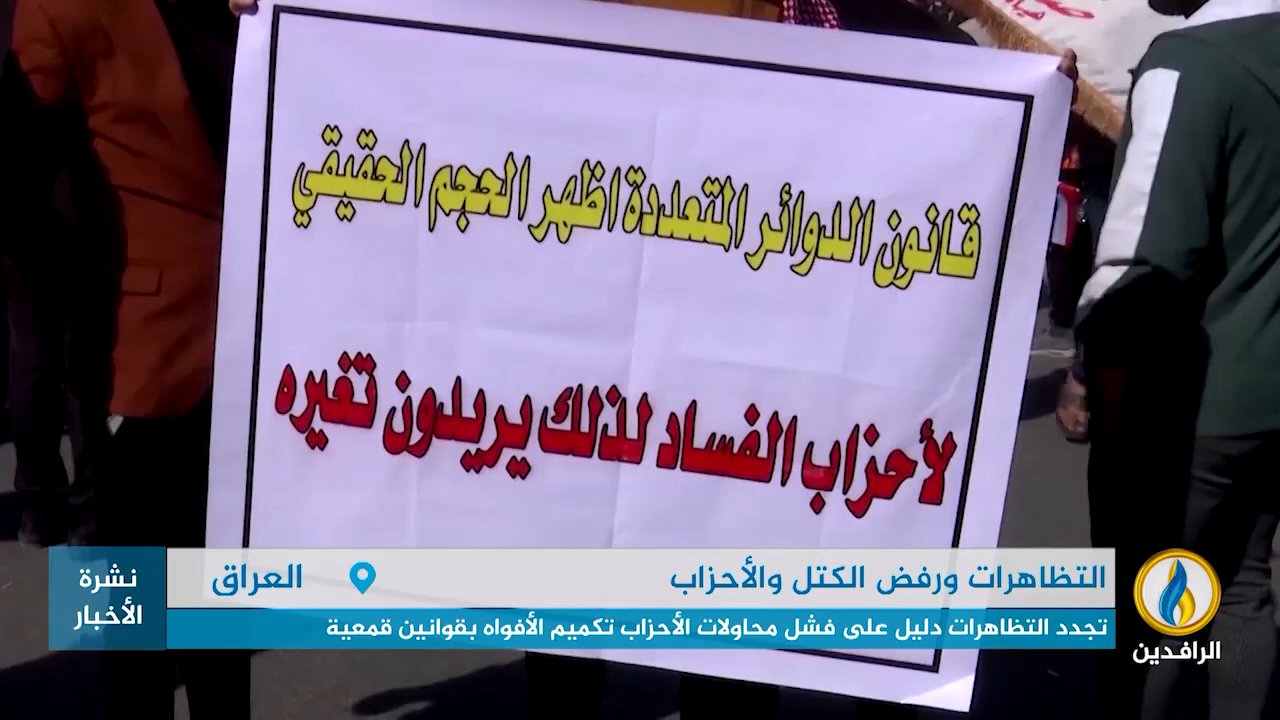 قانون الدوائر المتعددة اظهر الحجم الحقيقي
لأحزاب الفساد لذلك يريدون تغيره
التظاهرات ورفض الكتل والأحزاب
العراق
نشرة
الأخبار
تجدد التظاهرات دليل على فشل محاولات الأحزاب تكميم الأفواه بقوانين قمعية
الرافدين